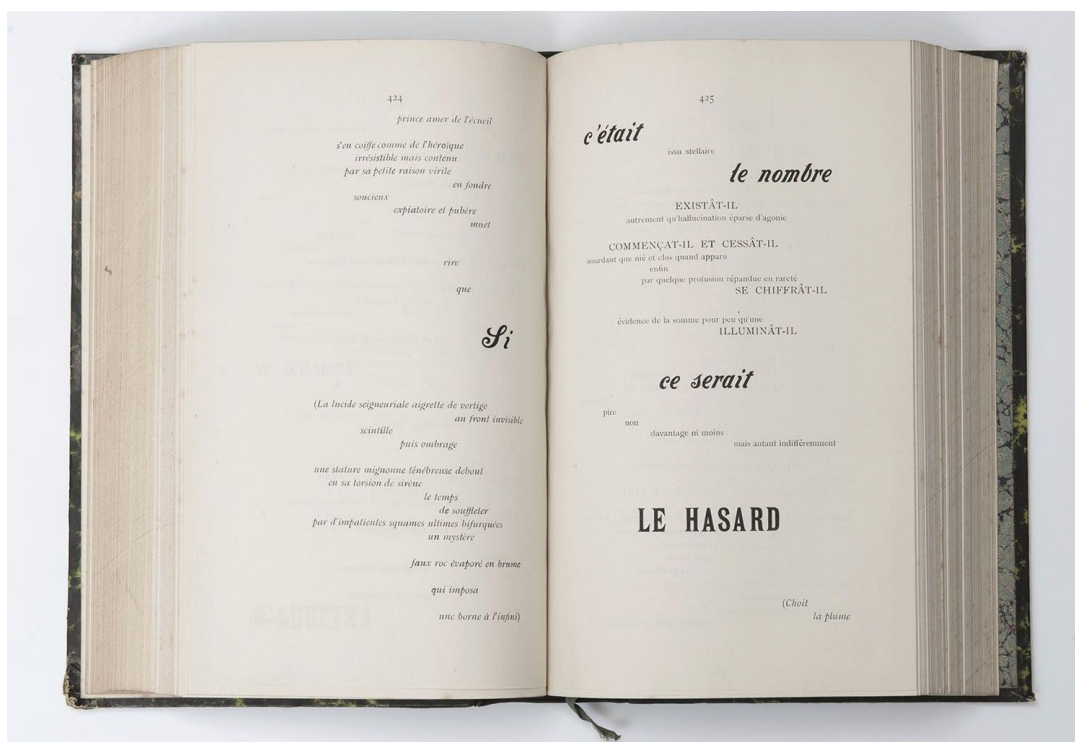 424
prince amer de l'écueil
s'en coiffe comme de l'héroïque
irrésistible mais contenu
par sa petite raison virile
en foudre
soucieux
expiatoire et pubère
muet
rire
que
Si
(La lucide seigneuriale aigrette de vertige
au front invisible
scintille
puis ombrage
une stature mignonne ténébreuse debout
en sa torsion de sirène
le temps
de souffleter
par d'impatientes squames ultimes bifurquées
un mystère
faux roc évaporé en brume
qui imposa
une borne à l'infini)
425
c'était
issu stellaire
le nombre
EXISTÂT-IL
autrement qu'hallucination éparse d'agonie
COMMENÇAT-IL ET CESSÂT-IL
sourdant que nié et clos quand apparu
enfin
par quelque profusion répandue en rareté
SE CHIFFRÂT-IL
évidence de la somme pour peu qu'une
ILLUMINÂT-IL
ce serait
pire
non
davantage ni moins
mais autant indifféremment
LE HASARD
(Choit
la plume